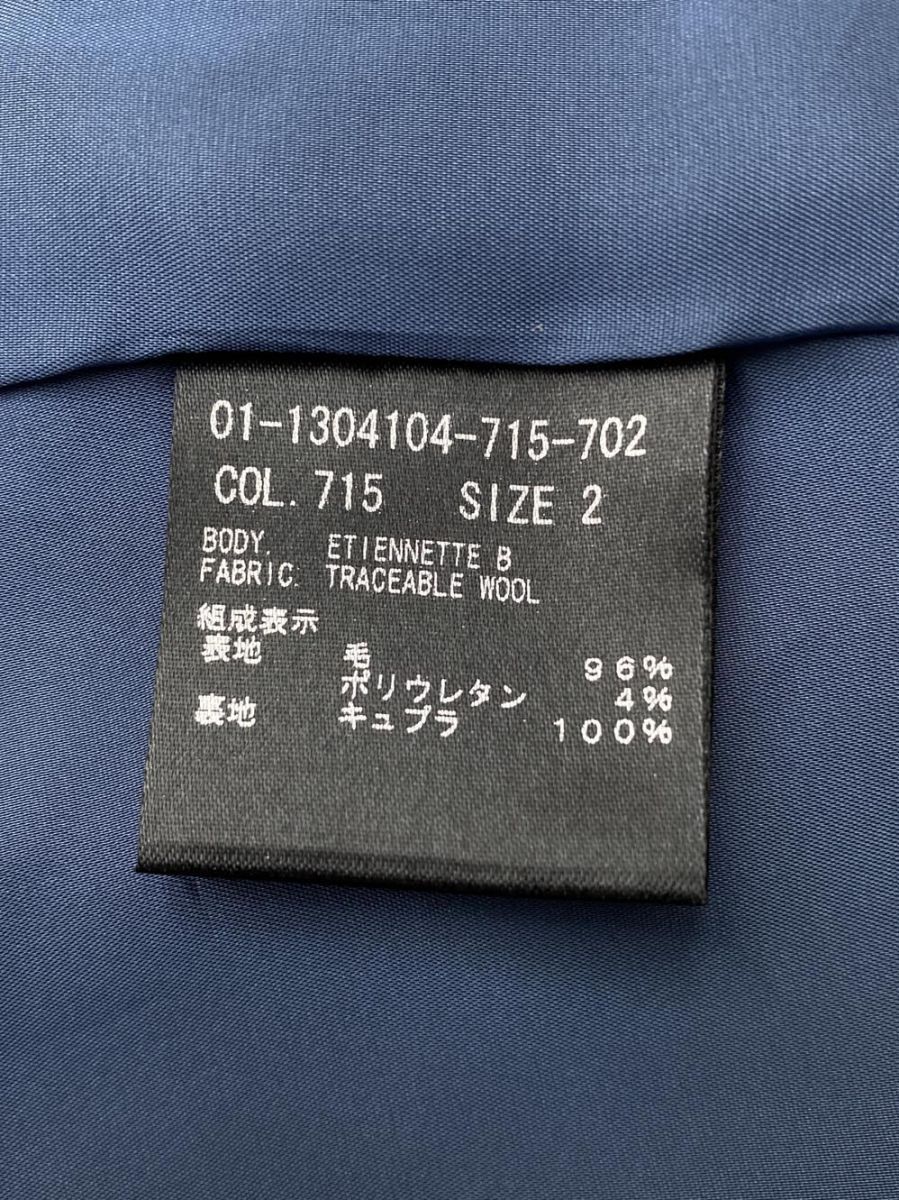 01-1304104-715-702
COL. 715 SIZE 2
BODY. ETIENNETTE B
FABRIC. TRACEABLE WOOL
組成表示
表地 毛 96%
ポリウレタン 4%
裏地 キュプラ 100%